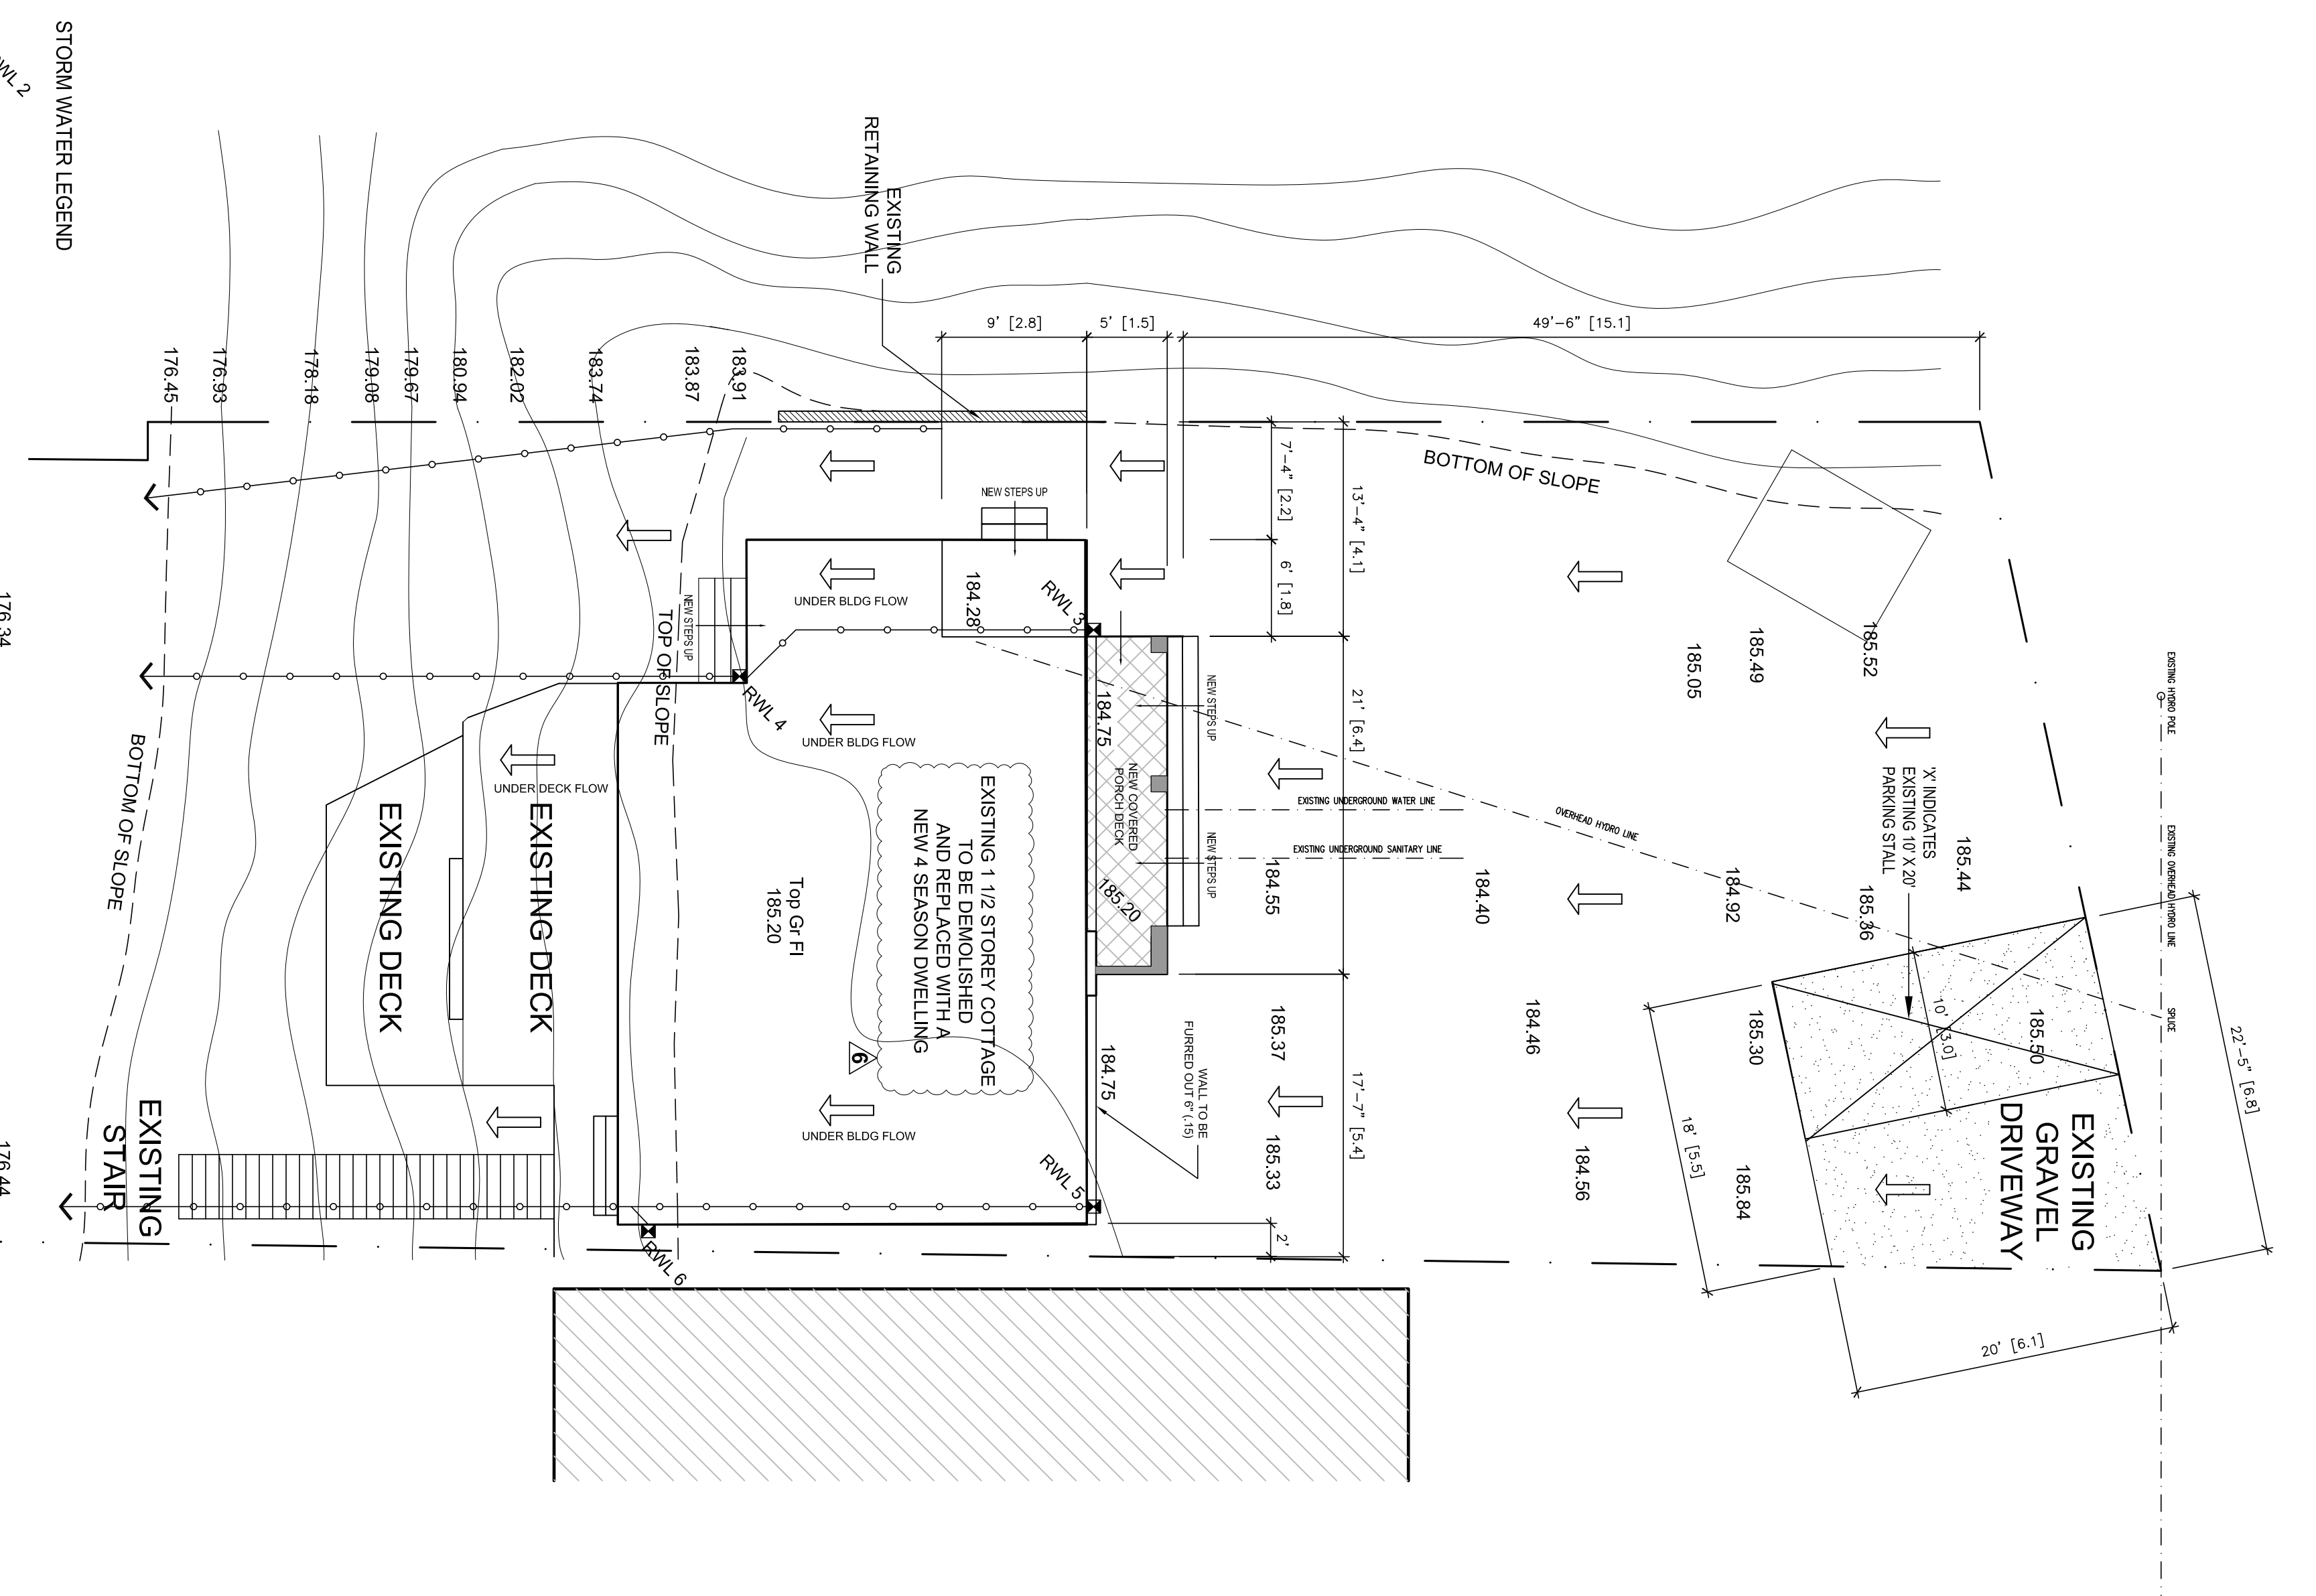 STORM WATER LEGEND
WL 2
EXISTING
RETAINING WALL
9' [2.8]
5' [1.5]
49'-6" [15.1]
176.45
176.93
178.18
179.08
179.67
180.94
182.02
183.74
183.87
183.91
7'-4" [2.2]
13'-4" [4.1]
6' [1.8]
BOTTOM OF SLOPE
NEW STEPS UP
UNDER BLDG FLOW
184.28
RWL 3
NEW STEPS UP
TOP OF SLOPE
RWL 4
UNDER BLDG FLOW
184.75
NEW STEPS UP
21' [6.4]
185.05
185.49
185.52
EXISTING HYDRO POLE
176.34
BOTTOM OF SLOPE
UNDER DECK FLOW
EXISTING DECK
EXISTING DECK
NEW COVERED
PORCH DECK
185.20
EXISTING UNDERGROUND WATER LINE
EXISTING UNDERGROUND SANITARY LINE
OVERHEAD HYDRO LINE
NEW STEPS UP
'X' INDICATES
EXISTING 10' X 20'
PARKING STALL
EXISTING OVERHEAD HYDRO LINE
EXISTING 1 1/2 STOREY COTTAGE
TO BE DEMOLISHED
AND REPLACED WITH A
NEW 4 SEASON DWELLING
Top Gr Fl
185.20
184.55
184.40
184.92
185.36
185.44
6
184.75
185.37
184.46
185.30
10' [3.0]
185.50
SPLICE
22'-5" [6.8]
WALL TO BE
FURRED OUT 6" (.15)
17'-7" [5.4]
UNDER BLDG FLOW
185.33
184.56
185.84
18' [5.5]
EXISTING
GRAVEL
DRIVEWAY
EXISTING
STAIR
176.44
RWL 5
RWL 6
2'
20' [6.1]